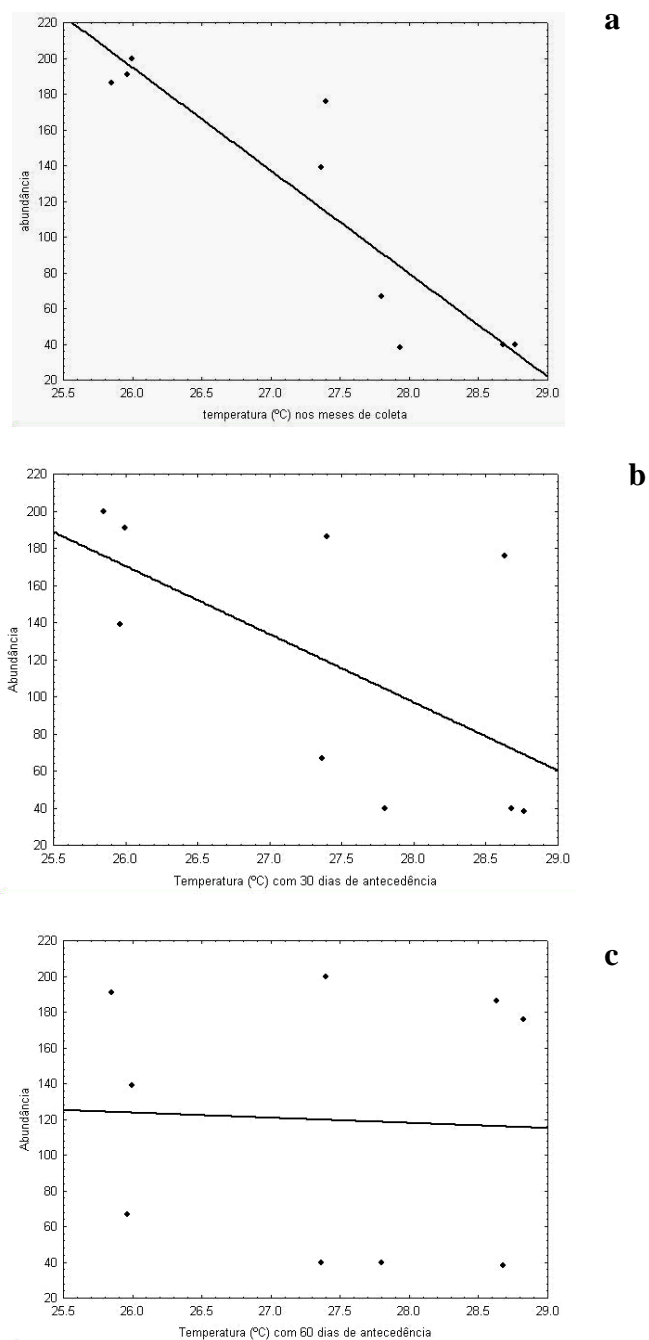 a
220
200
180
160
140
120
100
80
60
40
20
abundância
25.5 26.0 26.5 27.0 27.5 28.0 28.5 29.0
temperatura (ºC) nos meses de coleta
b
220
200
180
160
140
120
100
80
60
40
20
Abundância
25.5 26.0 26.5 27.0 27.5 28.0 28.5 29.0
Temperatura (ºC) com 30 dias de antecedência
c
220
200
180
160
140
120
100
80
60
40
20
Abundância
25.5 26.0 26.5 27.0 27.5 28.0 28.5 29.0
Temperatura (ºC) com 60 dias de antecedência